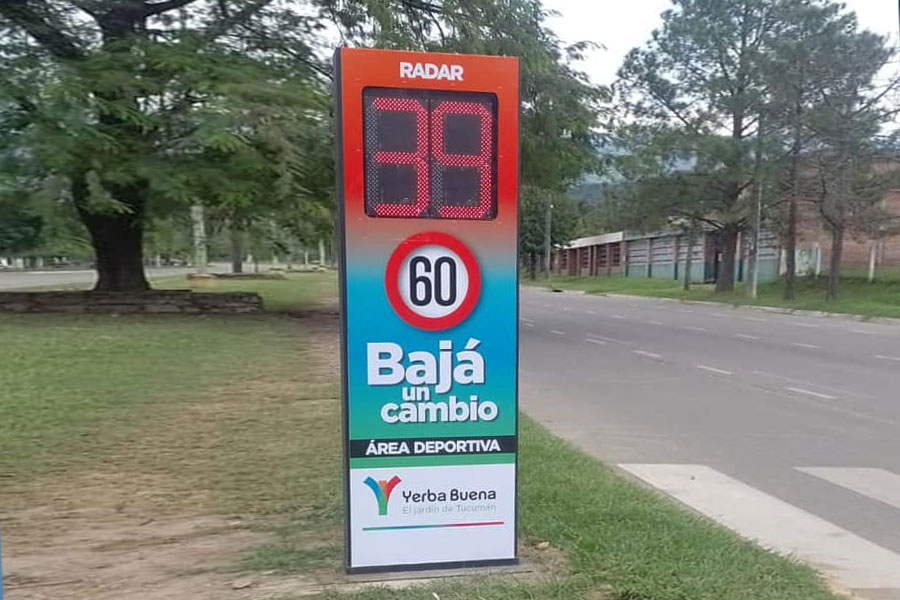 RADAR
39
60
Bajá
un
cambio
ÁREA DEPORTIVA
Yerba Buena
El jardín de Tucumán